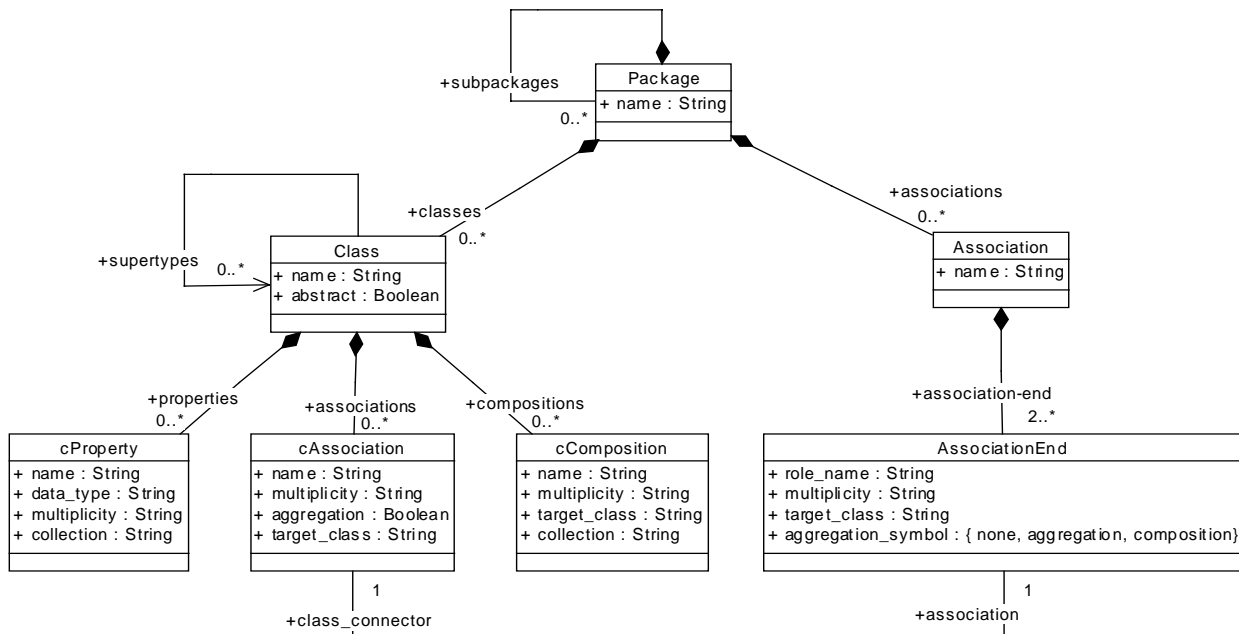 Package
+ name : String
+subpackages
0..*
+classes
0..*
+associations
0..*
Class
+ name : String
+ abstract : Boolean
+supertypes
0..*
Association
+ name : String
+properties
0..*
+associations
0..*
+compositions
0..*
+association-end
2..*
cProperty
+ name : String
+ data_type : String
+ multiplicity : String
+ collection : String
cAssociation
+ name : String
+ multiplicity : String
+ aggregation : Boolean
+ target_class : String
cComposition
+ name : String
+ multiplicity : String
+ target_class : String
+ collection : String
AssociationEnd
+ role_name : String
+ multiplicity : String
+ target_class : String
+ aggregation_symbol : { none, aggregation, composition}
1
+class_connector
1
+association